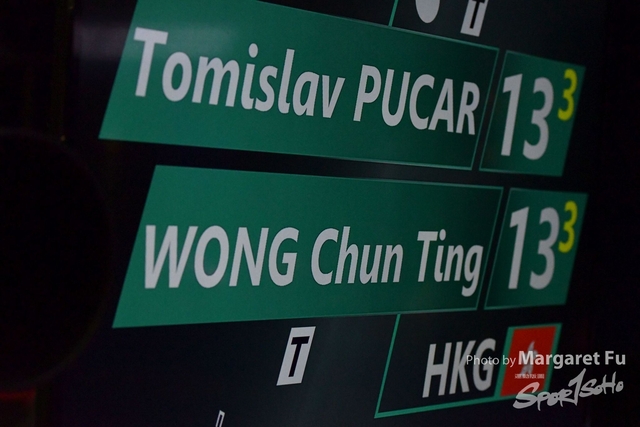 T
Tomislav PUCAR 13 3
WONG Chun Ting 13 3
T
HKG
Photo by Margaret Fu
SPORTSOHO